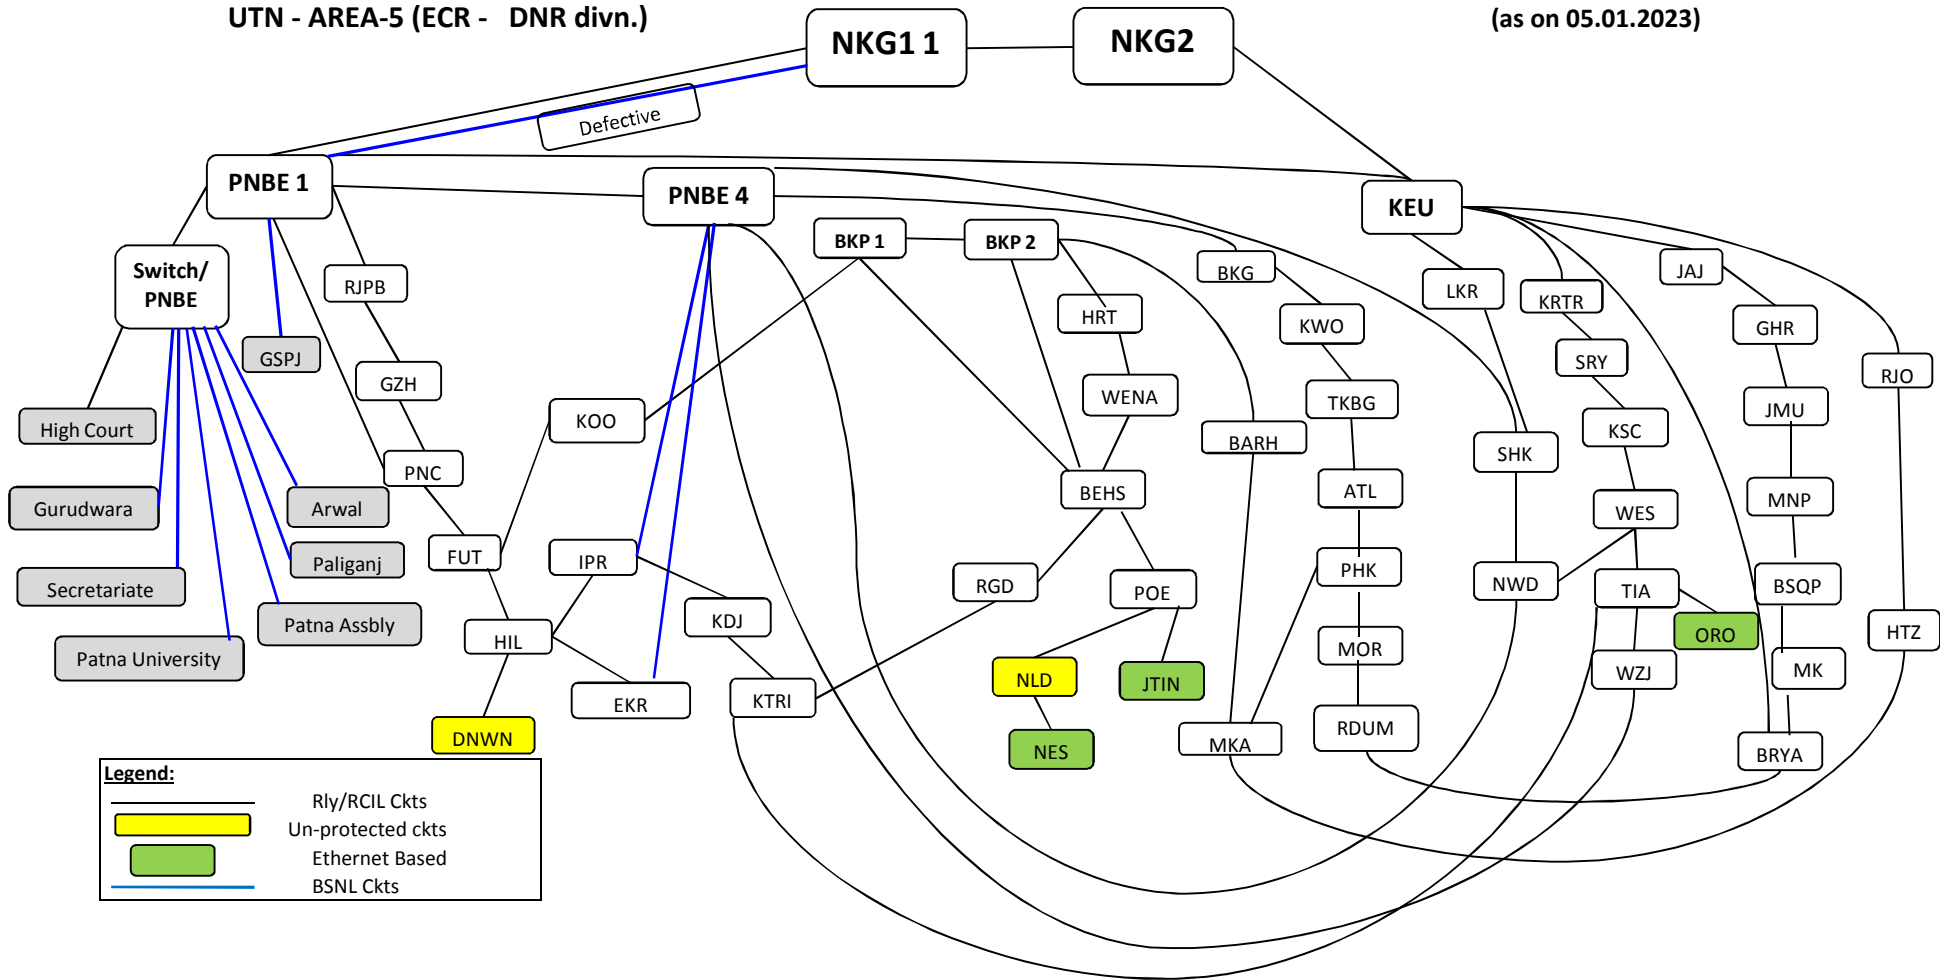 UTN - AREA-5 (ECR - DNR divn.)
(as on 05.01.2023)
NKG1 1
NKG2
Defective
PNBE 1
PNBE 4
KEU
BKP 1
BKP 2
Switch/
PNBE
RJPB
BKG
JAJ
LKR
KRTR
HRT
KWO
GHR
GSPJ
GZH
SRY
RJO
WENA
TKBG
JMU
High Court
KOO
BARH
KSC
SHK
PNC
BEHS
ATL
MNP
Gurudwara
Arwal
WES
FUT
IPR
Paliganj
PHK
Secretariate
RGD
POE
NWD
TIA
BSQP
Patna Assbly
KDJ
HIL
MOR
ORO
HTZ
Patna University
NLD
JTIN
WZJ
MK
EKR
KTRI
DNWN
NES
MKA
RDUM
BRYA
Legend:
Rly/RCIL Ckts
Un-protected ckts
Ethernet Based
BSNL Ckts